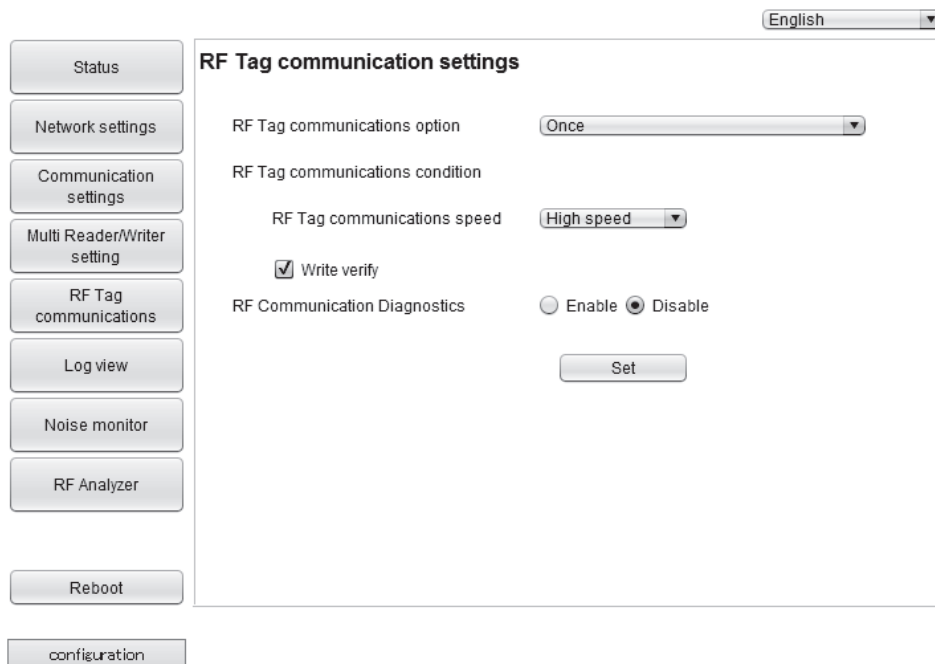 English
Status
RF Tag communication settings
Network settings
RF Tag communications option
Once
Communication
settings
RF Tag communications condition
RF Tag communications speed
High speed
Multi Reader/Writer
setting
Write verify
RF Tag
communications
RF Communication Diagnostics
Enable
Disable
Log view
Set
Noise monitor
RF Analyzer
Reboot
configuration